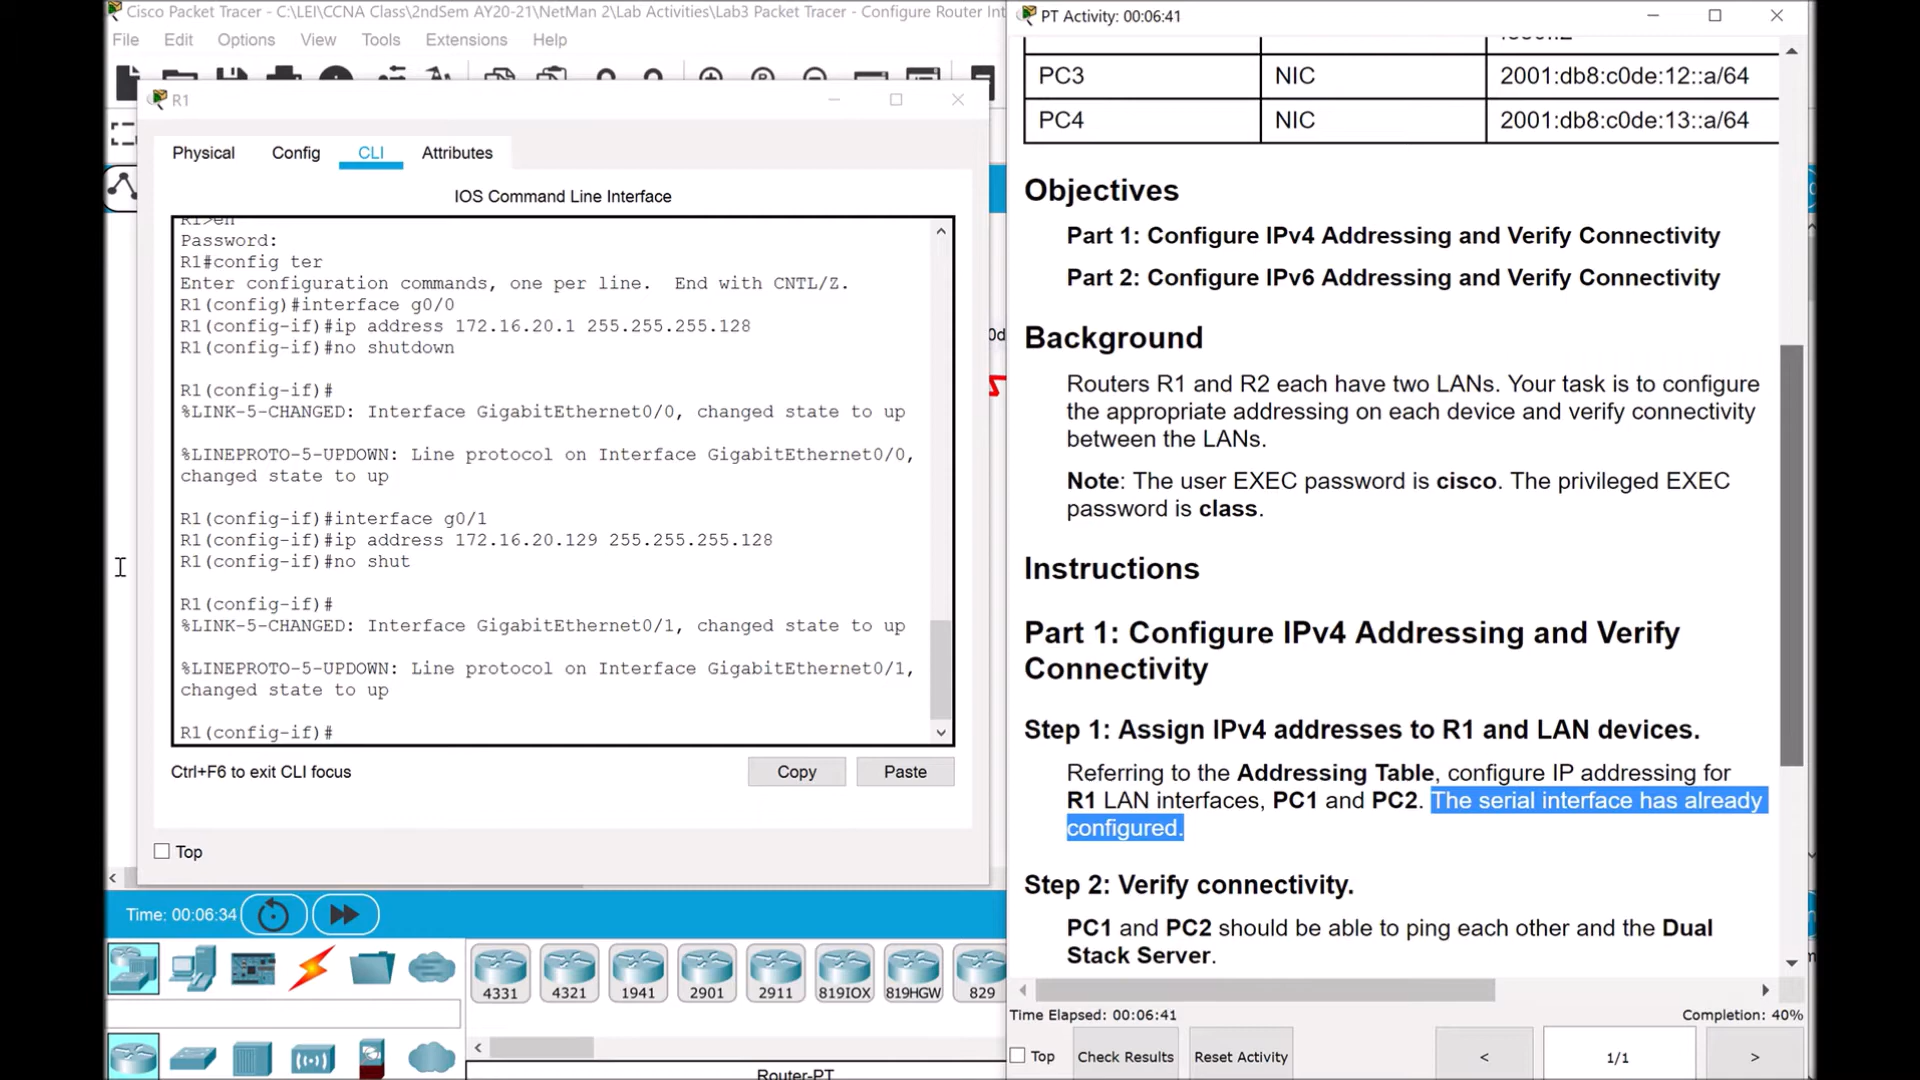 Cisco Packet Tracer - C:\LEI\CCNA Class\2ndSem AY20-21\NetMan 2\Lab Activities\Lab3 Packet Tracer - Configure Router Int
File Edit Options View Tools Extensions Help
R1
Physical Config CLI Attributes
IOS Command Line Interface
R1>en
Password:
R1#config ter
Enter configuration commands, one per line. End with CNTL/Z.
R1(config)#interface g0/0
R1(config-if)#ip address 172.16.20.1 255.255.255.128
R1(config-if)#no shutdown
R1(config-if)#
%LINK-5-CHANGED: Interface GigabitEthernet0/0, changed state to up
%LINEPROTO-5-UPDOWN: Line protocol on Interface GigabitEthernet0/0,
changed state to up
R1(config-if)#interface g0/1
R1(config-if)#ip address 172.16.20.129 255.255.255.128
R1(config-if)#no shut
R1(config-if)#
%LINK-5-CHANGED: Interface GigabitEthernet0/1, changed state to up
%LINEPROTO-5-UPDOWN: Line protocol on Interface GigabitEthernet0/1,
changed state to up
R1(config-if)#
Ctrl+F6 to exit CLI focus
Copy
Paste
Top
Time: 00:06:34
4331 4321 1941 2901 2911 819IOX 819HGW 829
Router-PT
PT Activity: 00:06:41
PC3 NIC 2001:db8:c0de:12::a/64
PC4 NIC 2001:db8:c0de:13::a/64
Objectives
Part 1: Configure IPv4 Addressing and Verify Connectivity
Part 2: Configure IPv6 Addressing and Verify Connectivity
Background
Routers R1 and R2 each have two LANs. Your task is to configure
the appropriate addressing on each device and verify connectivity
between the LANs.
Note: The user EXEC password is cisco. The privileged EXEC
password is class.
Instructions
Part 1: Configure IPv4 Addressing and Verify
Connectivity
Step 1: Assign IPv4 addresses to R1 and LAN devices.
Referring to the Addressing Table, configure IP addressing for
R1 LAN interfaces, PC1 and PC2. The serial interface has already
configured.
Step 2: Verify connectivity.
PC1 and PC2 should be able to ping each other and the Dual
Stack Server.
Time Elapsed: 00:06:41
Completion: 40%
Top
Check Results
Reset Activity
<
1/1
>